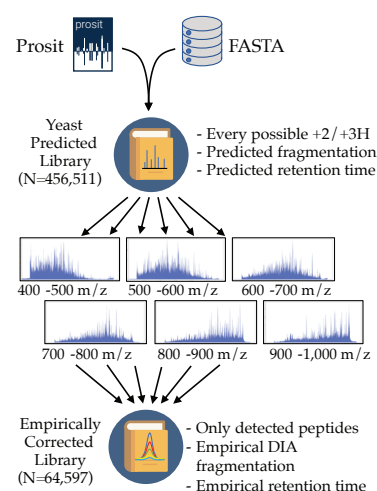 prosit
Prosit
FASTA
Yeast
Predicted
Library
(N=456,511)
- Every possible +2/+3H
- Predicted fragmentation
- Predicted retention time
400 -500 m/z
500 -600 m/z
600 -700 m/z
700 -800 m/z
800 -900 m/z
900 -1,000 m/z
Empirically
Corrected
Library
(N=64,597)
- Only detected peptides
- Empirical DIA
fragmentation
- Empirical retention time